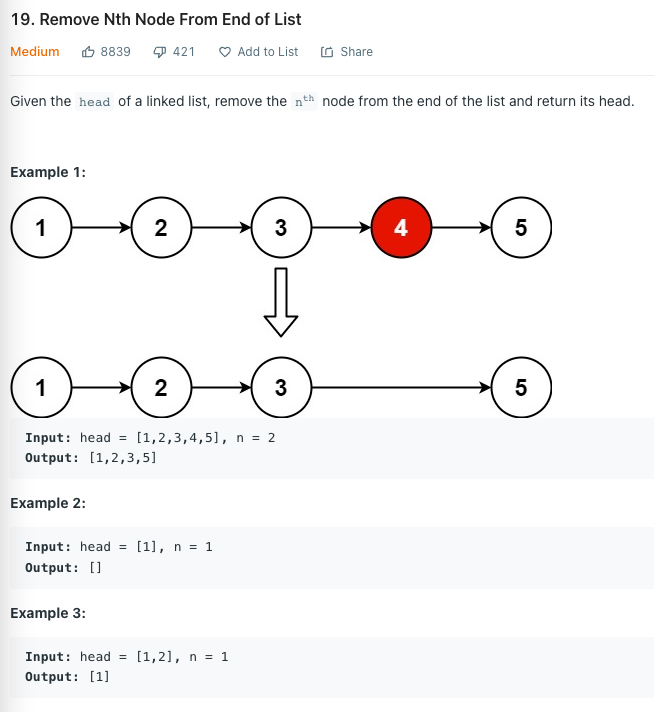 19. Remove Nth Node From End of List
Medium 8839 421 Add to List Share
Given the head of a linked list, remove the nth node from the end of the list and return its head.
Example 1:
1 2 3 4 5
1 2 3 5
Input: head = [1,2,3,4,5], n = 2
Output: [1,2,3,5]
Example 2:
Input: head = [1], n = 1
Output: []
Example 3:
Input: head = [1,2], n = 1
Output: [1]